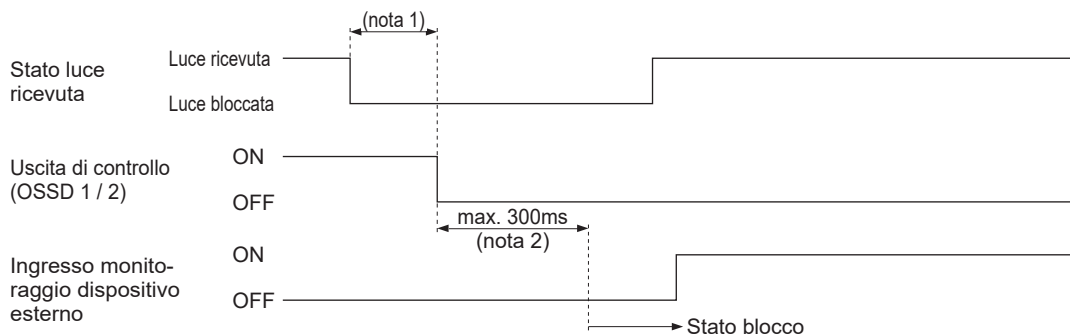 (nota 1)
Stato luce
ricevuta
Luce ricevuta
Luce bloccata
Uscita di controllo
(OSSD 1 / 2)
ON
OFF
max. 300ms
(nota 2)
Ingresso monito-
raggio dispositivo
esterno
ON
OFF
Stato blocco